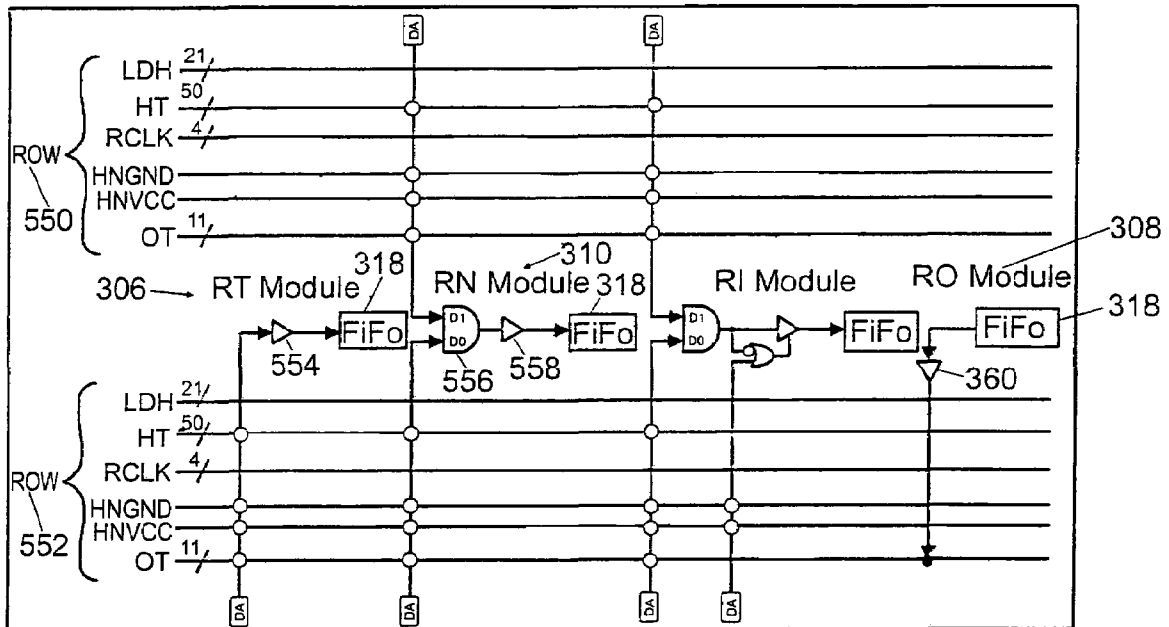 DA DA
LDH 21
HT 50
RCLK 4
HNGND
HNVCC
OT 11
ROW
550
306 RT Module 318 RN Module 310 318 RI Module RO Module 308
554 FiFo D1 D0 556 558 FiFo D1 D0 FiFo FiFo 318
360
LDH 21
HT 50
RCLK 4
HNGND
HNVCC
OT 11
ROW
552
DA DA DA DA